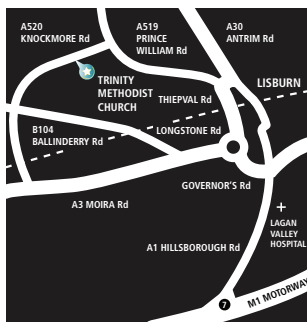 A520
KNOCKMORE Rd
A519
PRINCE
WILLIAM Rd
A30
ANTRIM Rd
TRINITY
METHODIST
CHURCH
LISBURN
THIEPVAL Rd
B104
BALLINDERRY Rd
LONGSTONE Rd
GOVERNOR'S Rd
A3 MOIRA Rd
LAGAN
VALLEY
HOSPITAL
A1 HILLSBOROUGH Rd
7
M1 MOTORWAY